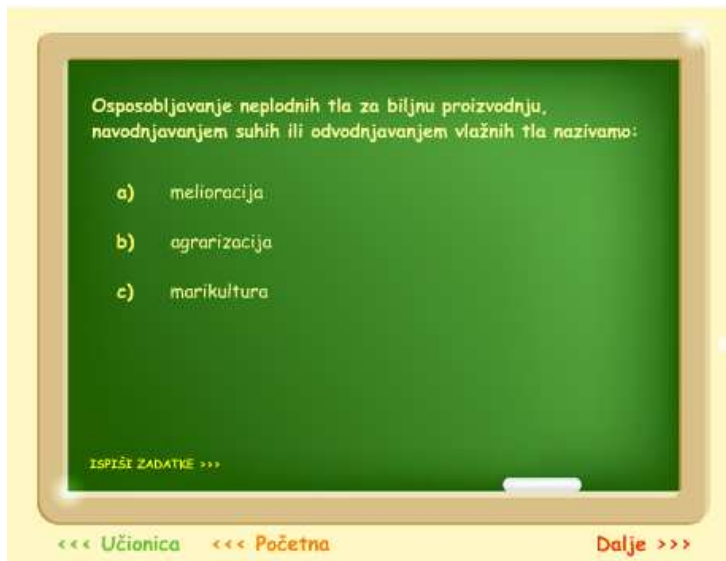 Osposobljavanje neplodnih tla za biljnu proizvodnju,
navodnjavanjem suhih ili odvodnjavanjem vlažnih tla nazivamo:
a) melioracija
b) agrarizacija
c) marikultura
ISPIŠI ZADATKE >>>
<<< Učionica <<< Početna Dalje >>>